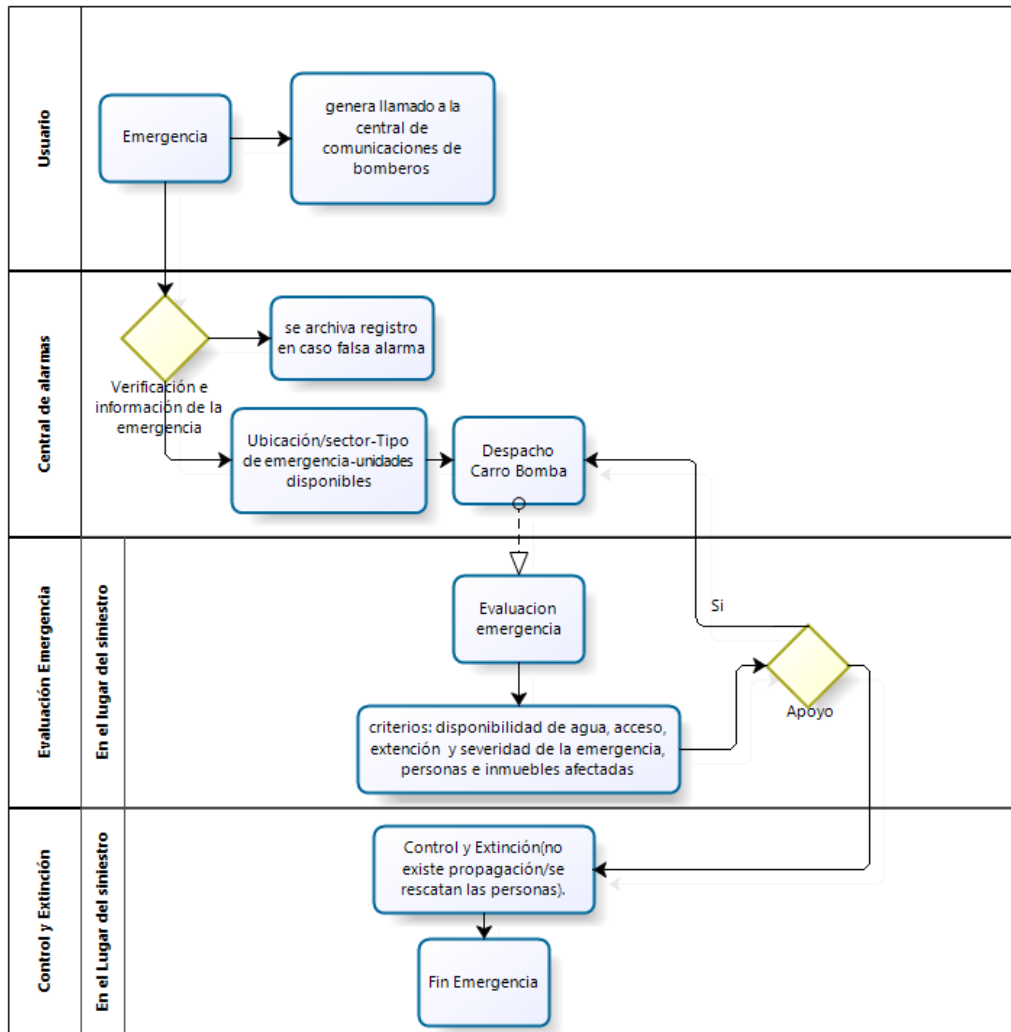 Usuario
Emergencia
genera llamado a la
central de
comunicaciones de
bomberos
Central de alarmas
Verificación e
información de la
emergencia
se archiva registro
en caso falsa alarma
Ubicación/sector-Tipo
de emergencia-unidades
disponibles
Despacho
Carro Bomba
Evaluación Emergencia
En el lugar del siniestro
Evaluacion
emergencia
Si
Apoyo
criterios: disponibilidad de agua, acceso,
extención y severidad de la emergencia,
personas e inmuebles afectadas
Control y Extinción
En el Lugar del siniestro
Control y Extinción(no
existe propagación/se
rescatan las personas).
Fin Emergencia